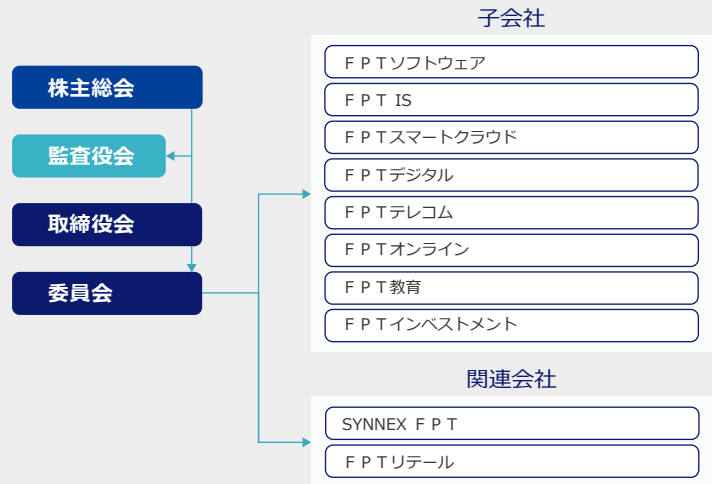 株主総会
監査役会
取締役会
委員会
子会社
ＦＰＴソフトウェア
ＦＰＴ IS
ＦＰＴスマートクラウド
ＦＰＴデジタル
ＦＰＴテレコム
ＦＰＴオンライン
ＦＰＴ教育
ＦＰＴインベストメント
関連会社
SYNNEX ＦＰＴ
ＦＰＴリテール